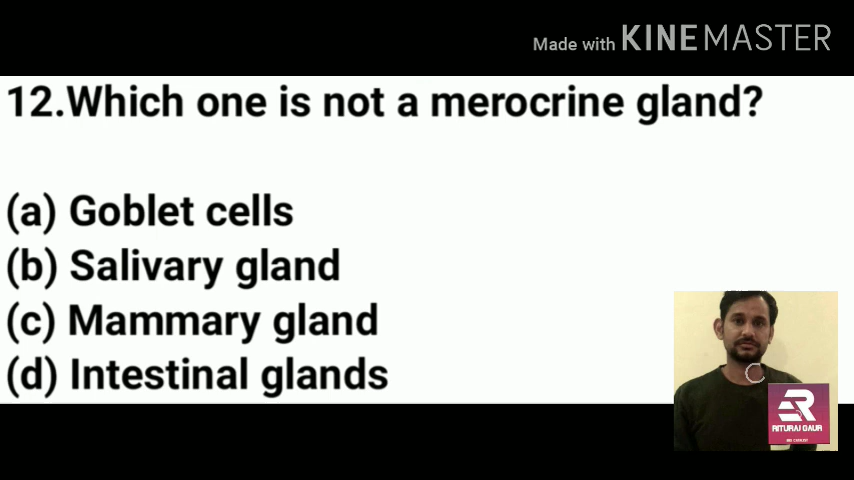 Made with KINEMASTER
12.Which one is not a merocrine gland?
(a) Goblet cells
(b) Salivary gland
(c) Mammary gland
(d) Intestinal glands
RITURAJ GAUR